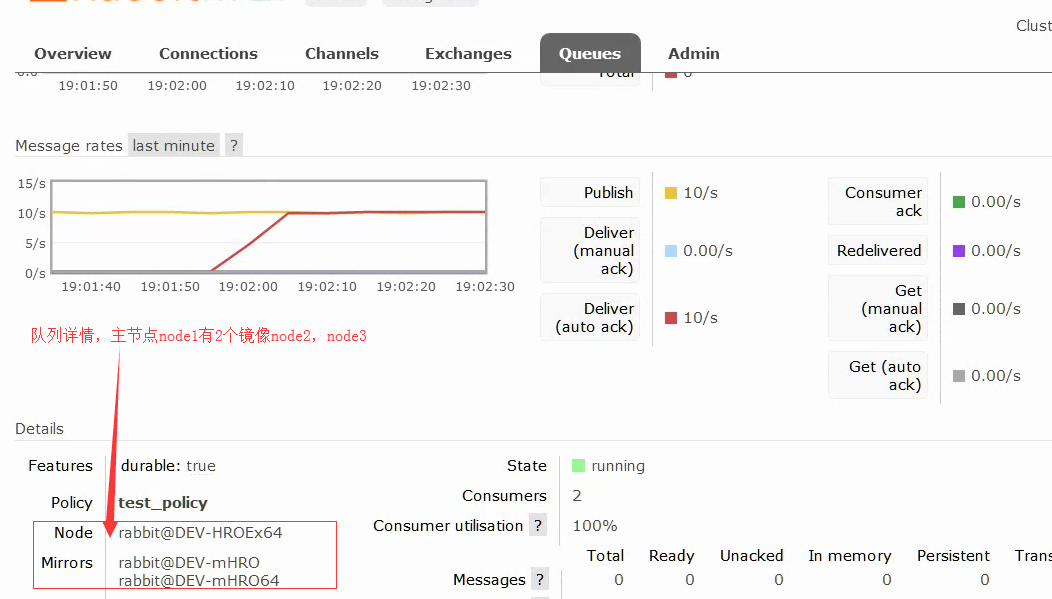 Clust
Overview Connections Channels Exchanges Queues Admin
19:01:50 19:02:00 19:02:10 19:02:20 19:02:30
Total 0
Message rates last minute ?
15/s
10/s
5/s
0/s
19:01:40 19:01:50 19:02:00 19:02:10 19:02:20 19:02:30
Publish 10/s
Deliver (manual ack) 0.00/s
Deliver (auto ack) 10/s
Consumer ack 0.00/s
Redelivered 0.00/s
Get (manual ack) 0.00/s
Get (auto ack) 0.00/s
队列详情，主节点node1有2个镜像node2，node3
Details
Features durable: true
Policy test_policy
Node rabbit@DEV-HROEx64
Mirrors rabbit@DEV-mHRO
rabbit@DEV-mHRO64
State running
Consumers 2
Consumer utilisation ? 100%
Total Ready Unacked In memory Persistent Trans
Messages ? 0 0 0 0 0